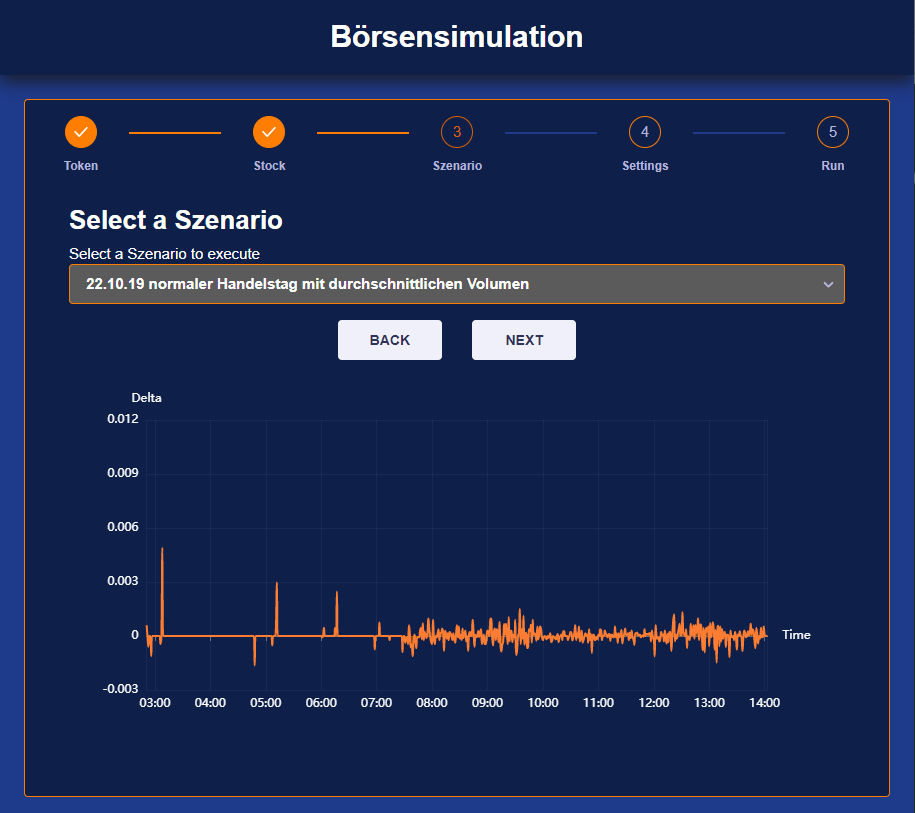 Börsensimulation
3 4 5
Token Stock Szenario Settings Run
Select a Szenario
Select a Szenario to execute
22.10.19 normaler Handelstag mit durchschnittlichen Volumen
BACK NEXT
Delta
0.012
0.009
0.006
0.003
0 Time
-0.003
03:00 04:00 05:00 06:00 07:00 08:00 09:00 10:00 11:00 12:00 13:00 14:00